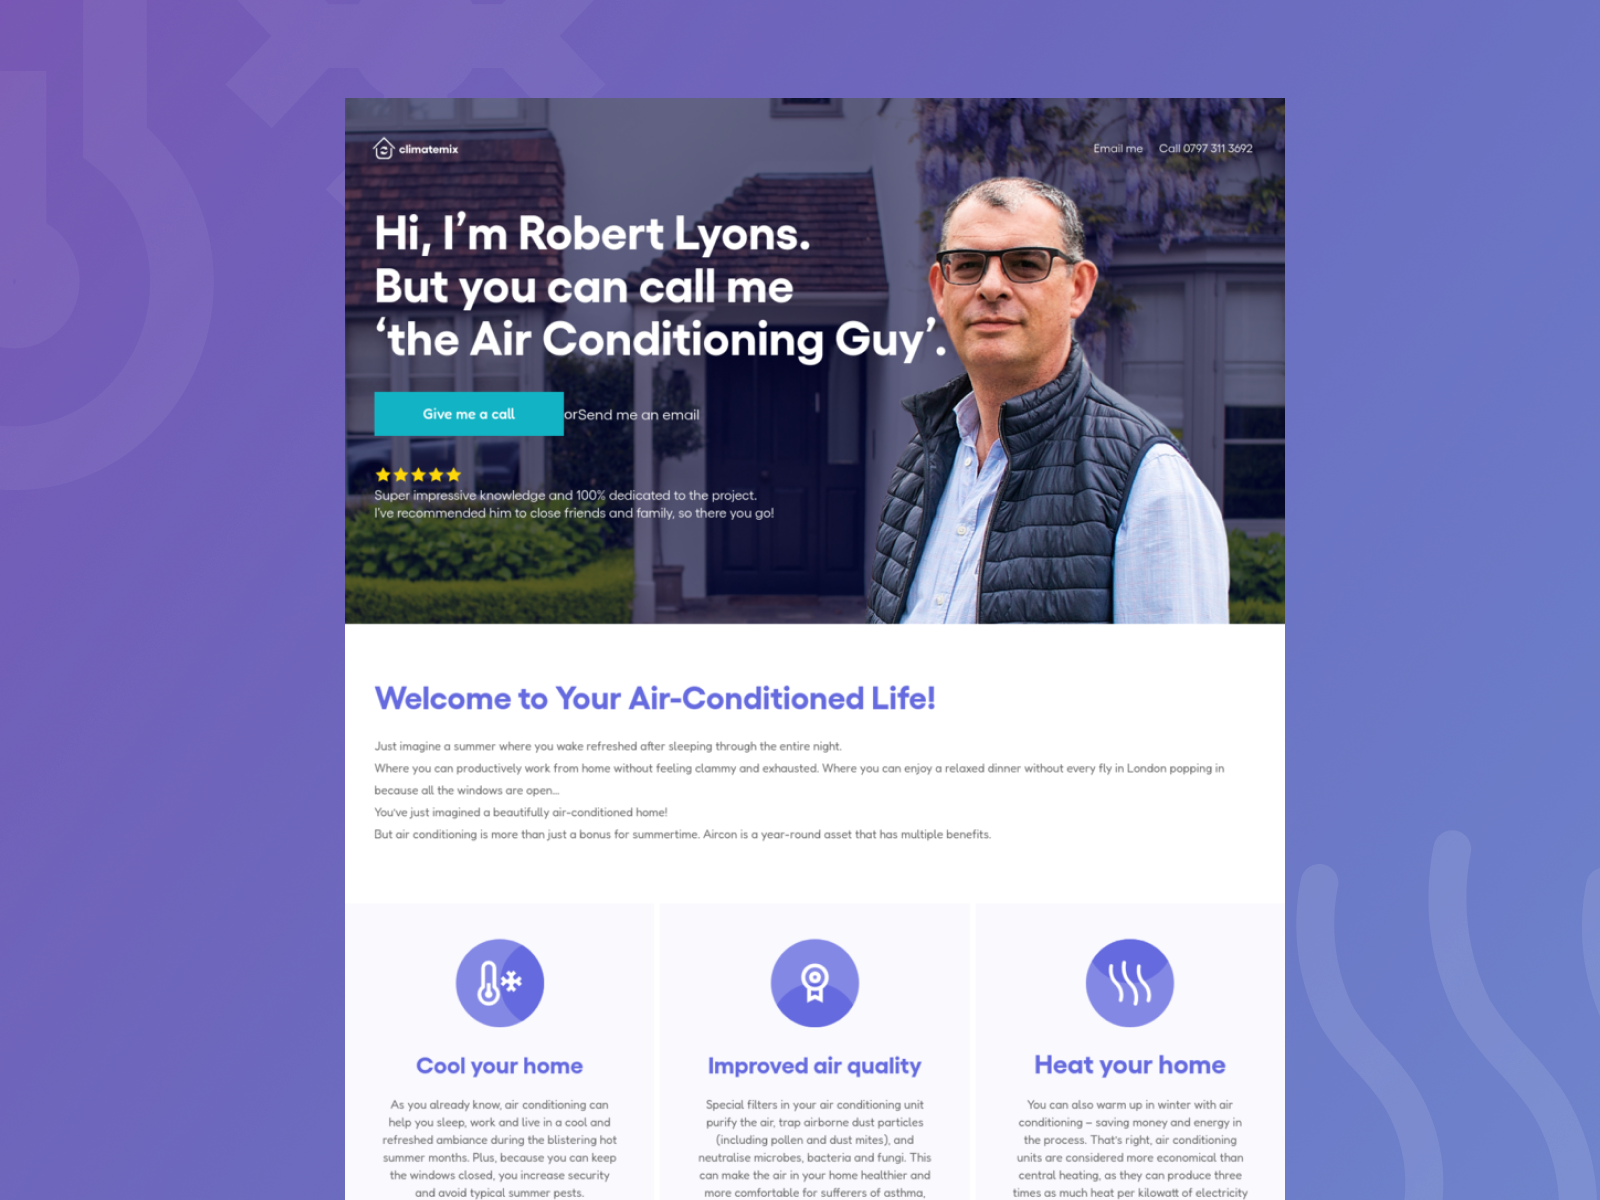 climatemix
Email me Call 0797 311 3692
Hi, I’m Robert Lyons.
But you can call me
‘the Air Conditioning Guy’.
Give me a call orSend me an email
Super impressive knowledge and 100% dedicated to the project.
I've recommended him to close friends and family, so there you go!
Welcome to Your Air-Conditioned Life!
Just imagine a summer where you wake refreshed after sleeping through the entire night.
Where you can productively work from home without feeling clammy and exhausted. Where you can enjoy a relaxed dinner without every fly in London popping in
because all the windows are open...
You've just imagined a beautifully air-conditioned home!
But air conditioning is more than just a bonus for summertime. Aircon is a year-round asset that has multiple benefits.
Cool your home
As you already know, air conditioning can
help you sleep, work and live in a cool and
refreshed ambiance during the blistering hot
summer months. Plus, because you can keep
the windows closed, you increase security
and avoid typical summer pests.
Improved air quality
Special filters in your air conditioning unit
purify the air, trap airborne dust particles
(including pollen and dust mites), and
neutralise microbes, bacteria and fungi. This
can make the air in your home healthier and
more comfortable for sufferers of asthma,
Heat your home
You can also warm up in winter with air
conditioning – saving money and energy in
the process. That's right, air conditioning
units are considered more economical than
central heating, as they can produce three
times as much heat per kilowatt of electricity